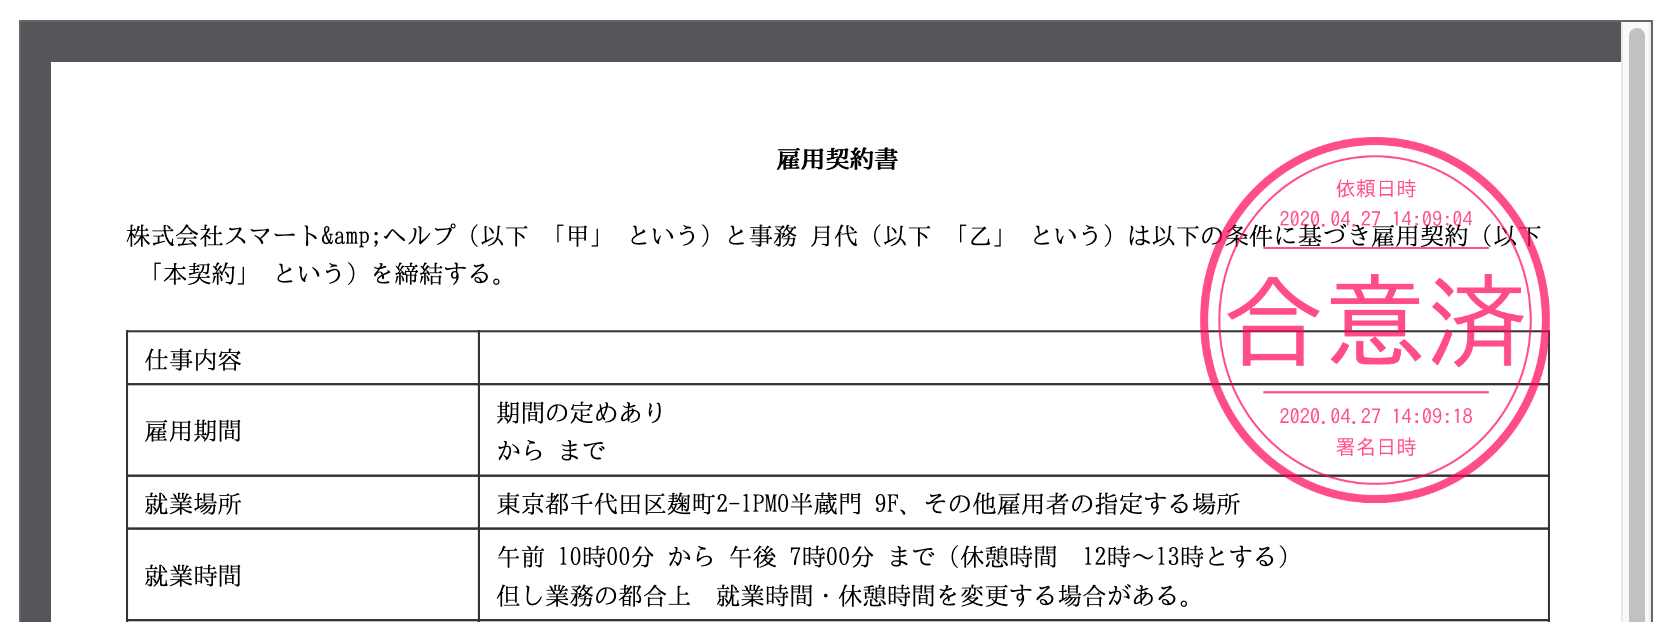 雇用契約書
依頼日時
2020.04.27 14:09:04
株式会社スマート&amp;ヘルプ（以下 「甲」 という）と事務 月代（以下 「乙」 という）は以下の条件に基づき雇用契約（以下
「本契約」 という）を締結する。
合意済
仕事内容
雇用期間
期間の定めあり
から まで
2020.04.27 14:09:18
署名日時
就業場所
東京都千代田区麹町2-1PMO半蔵門 9F、その他雇用者の指定する場所
就業時間
午前 10時00分 から 午後 7時00分 まで（休憩時間　12時～13時とする）
但し業務の都合上　就業時間・休憩時間を変更する場合がある。